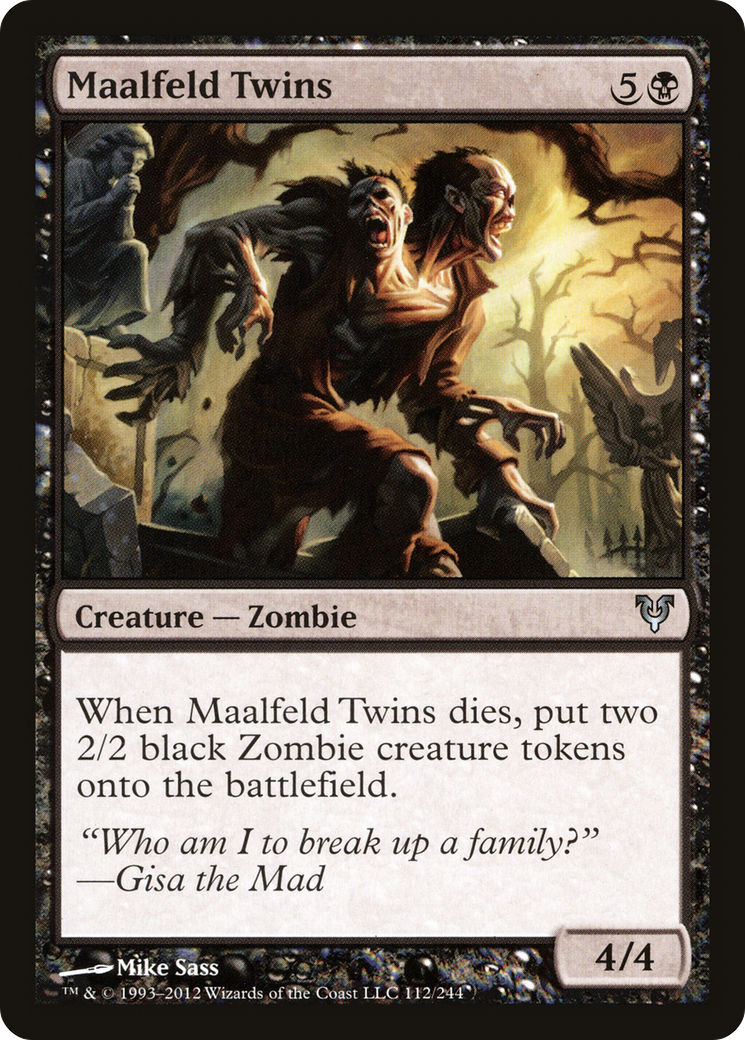 Maalfeld Twins 5
Creature — Zombie
When Maalfeld Twins dies, put two
2/2 black Zombie creature tokens
onto the battlefield.
“Who am I to break up a family?”
—Gisa the Mad
4/4
Mike Sass
™ & © 1993–2012 Wizards of the Coast LLC 112/244